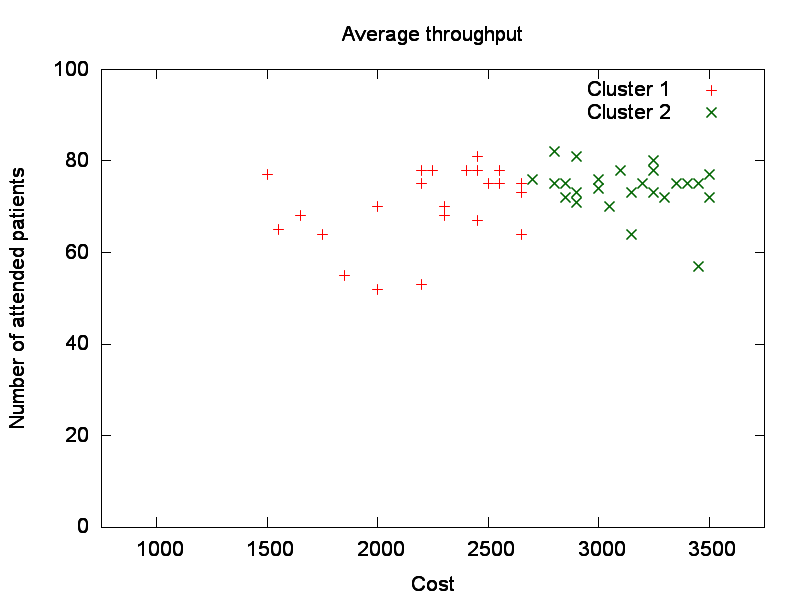 Average throughput
100
80
60
40
20
0
Number of attended patients
Cluster 1
Cluster 2
1000 1500 2000 2500 3000 3500
Cost